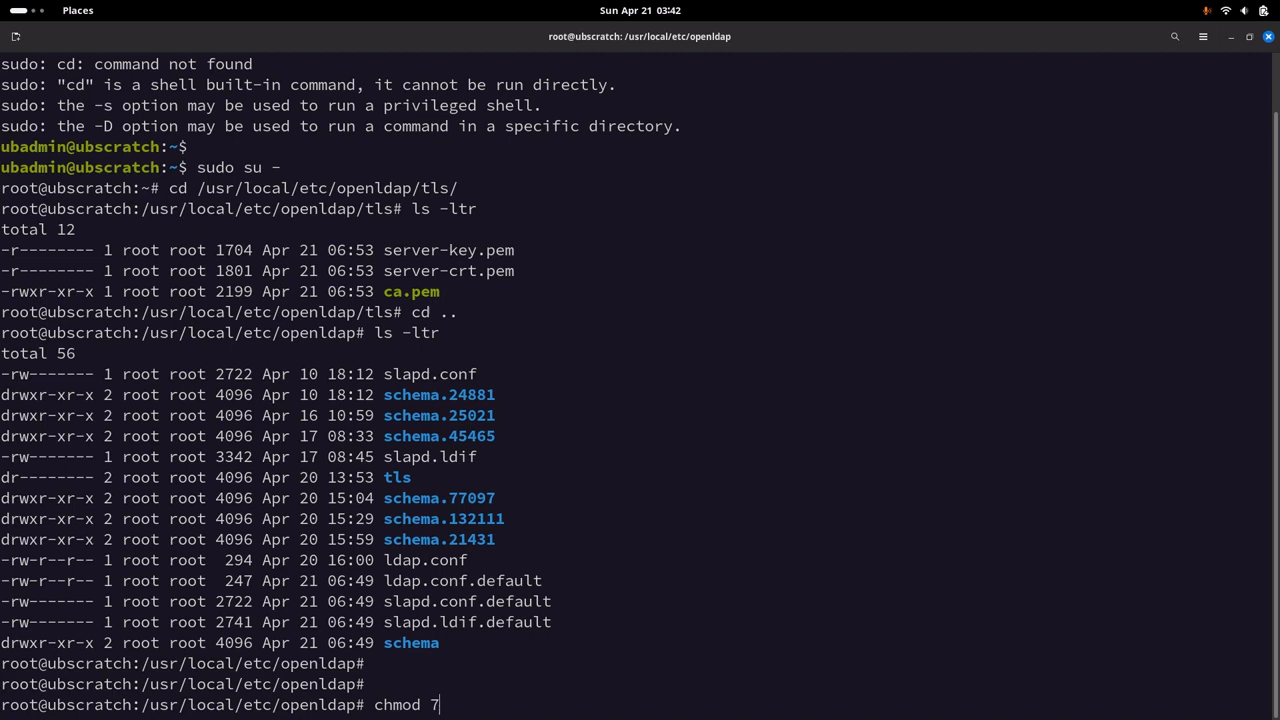 Places
Sun Apr 21 03:42
root@ubscratch: /usr/local/etc/openldap
sudo: cd: command not found
sudo: "cd" is a shell built-in command, it cannot be run directly.
sudo: the -s option may be used to run a privileged shell.
sudo: the -D option may be used to run a command in a specific directory.
ubadmin@ubscratch:~$
ubadmin@ubscratch:~$ sudo su -
root@ubscratch:~# cd /usr/local/etc/openldap/tls/
root@ubscratch:/usr/local/etc/openldap/tls# ls -ltr
total 12
-r-------- 1 root root 1704 Apr 21 06:53 server-key.pem
-r-------- 1 root root 1801 Apr 21 06:53 server-crt.pem
-rwxr-xr-x 1 root root 2199 Apr 21 06:53 ca.pem
root@ubscratch:/usr/local/etc/openldap/tls# cd ..
root@ubscratch:/usr/local/etc/openldap# ls -ltr
total 56
-rw------- 1 root root 2722 Apr 10 18:12 slapd.conf
drwxr-xr-x 2 root root 4096 Apr 10 18:12 schema.24881
drwxr-xr-x 2 root root 4096 Apr 16 10:59 schema.25021
drwxr-xr-x 2 root root 4096 Apr 17 08:33 schema.45465
-rw------- 1 root root 3342 Apr 17 08:45 slapd.ldif
dr-------- 2 root root 4096 Apr 20 13:53 tls
drwxr-xr-x 2 root root 4096 Apr 20 15:04 schema.77097
drwxr-xr-x 2 root root 4096 Apr 20 15:29 schema.132111
drwxr-xr-x 2 root root 4096 Apr 20 15:59 schema.21431
-rw-r--r-- 1 root root  294 Apr 20 16:00 ldap.conf
-rw-r--r-- 1 root root  247 Apr 21 06:49 ldap.conf.default
-rw------- 1 root root 2722 Apr 21 06:49 slapd.conf.default
-rw------- 1 root root 2741 Apr 21 06:49 slapd.ldif.default
drwxr-xr-x 2 root root 4096 Apr 21 06:49 schema
root@ubscratch:/usr/local/etc/openldap#
root@ubscratch:/usr/local/etc/openldap#
root@ubscratch:/usr/local/etc/openldap# chmod 7